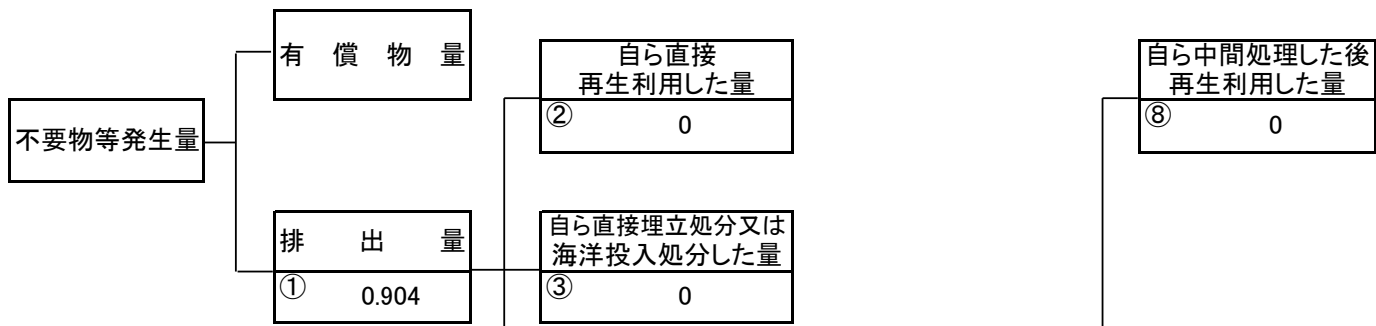 有償物量
自ら直接
再生利用した量
② 0
自ら中間処理した後
再生利用した量
⑧ 0
不要物等発生量
排出量
① 0.904
自ら直接埋立処分又は
海洋投入処分した量
③ 0